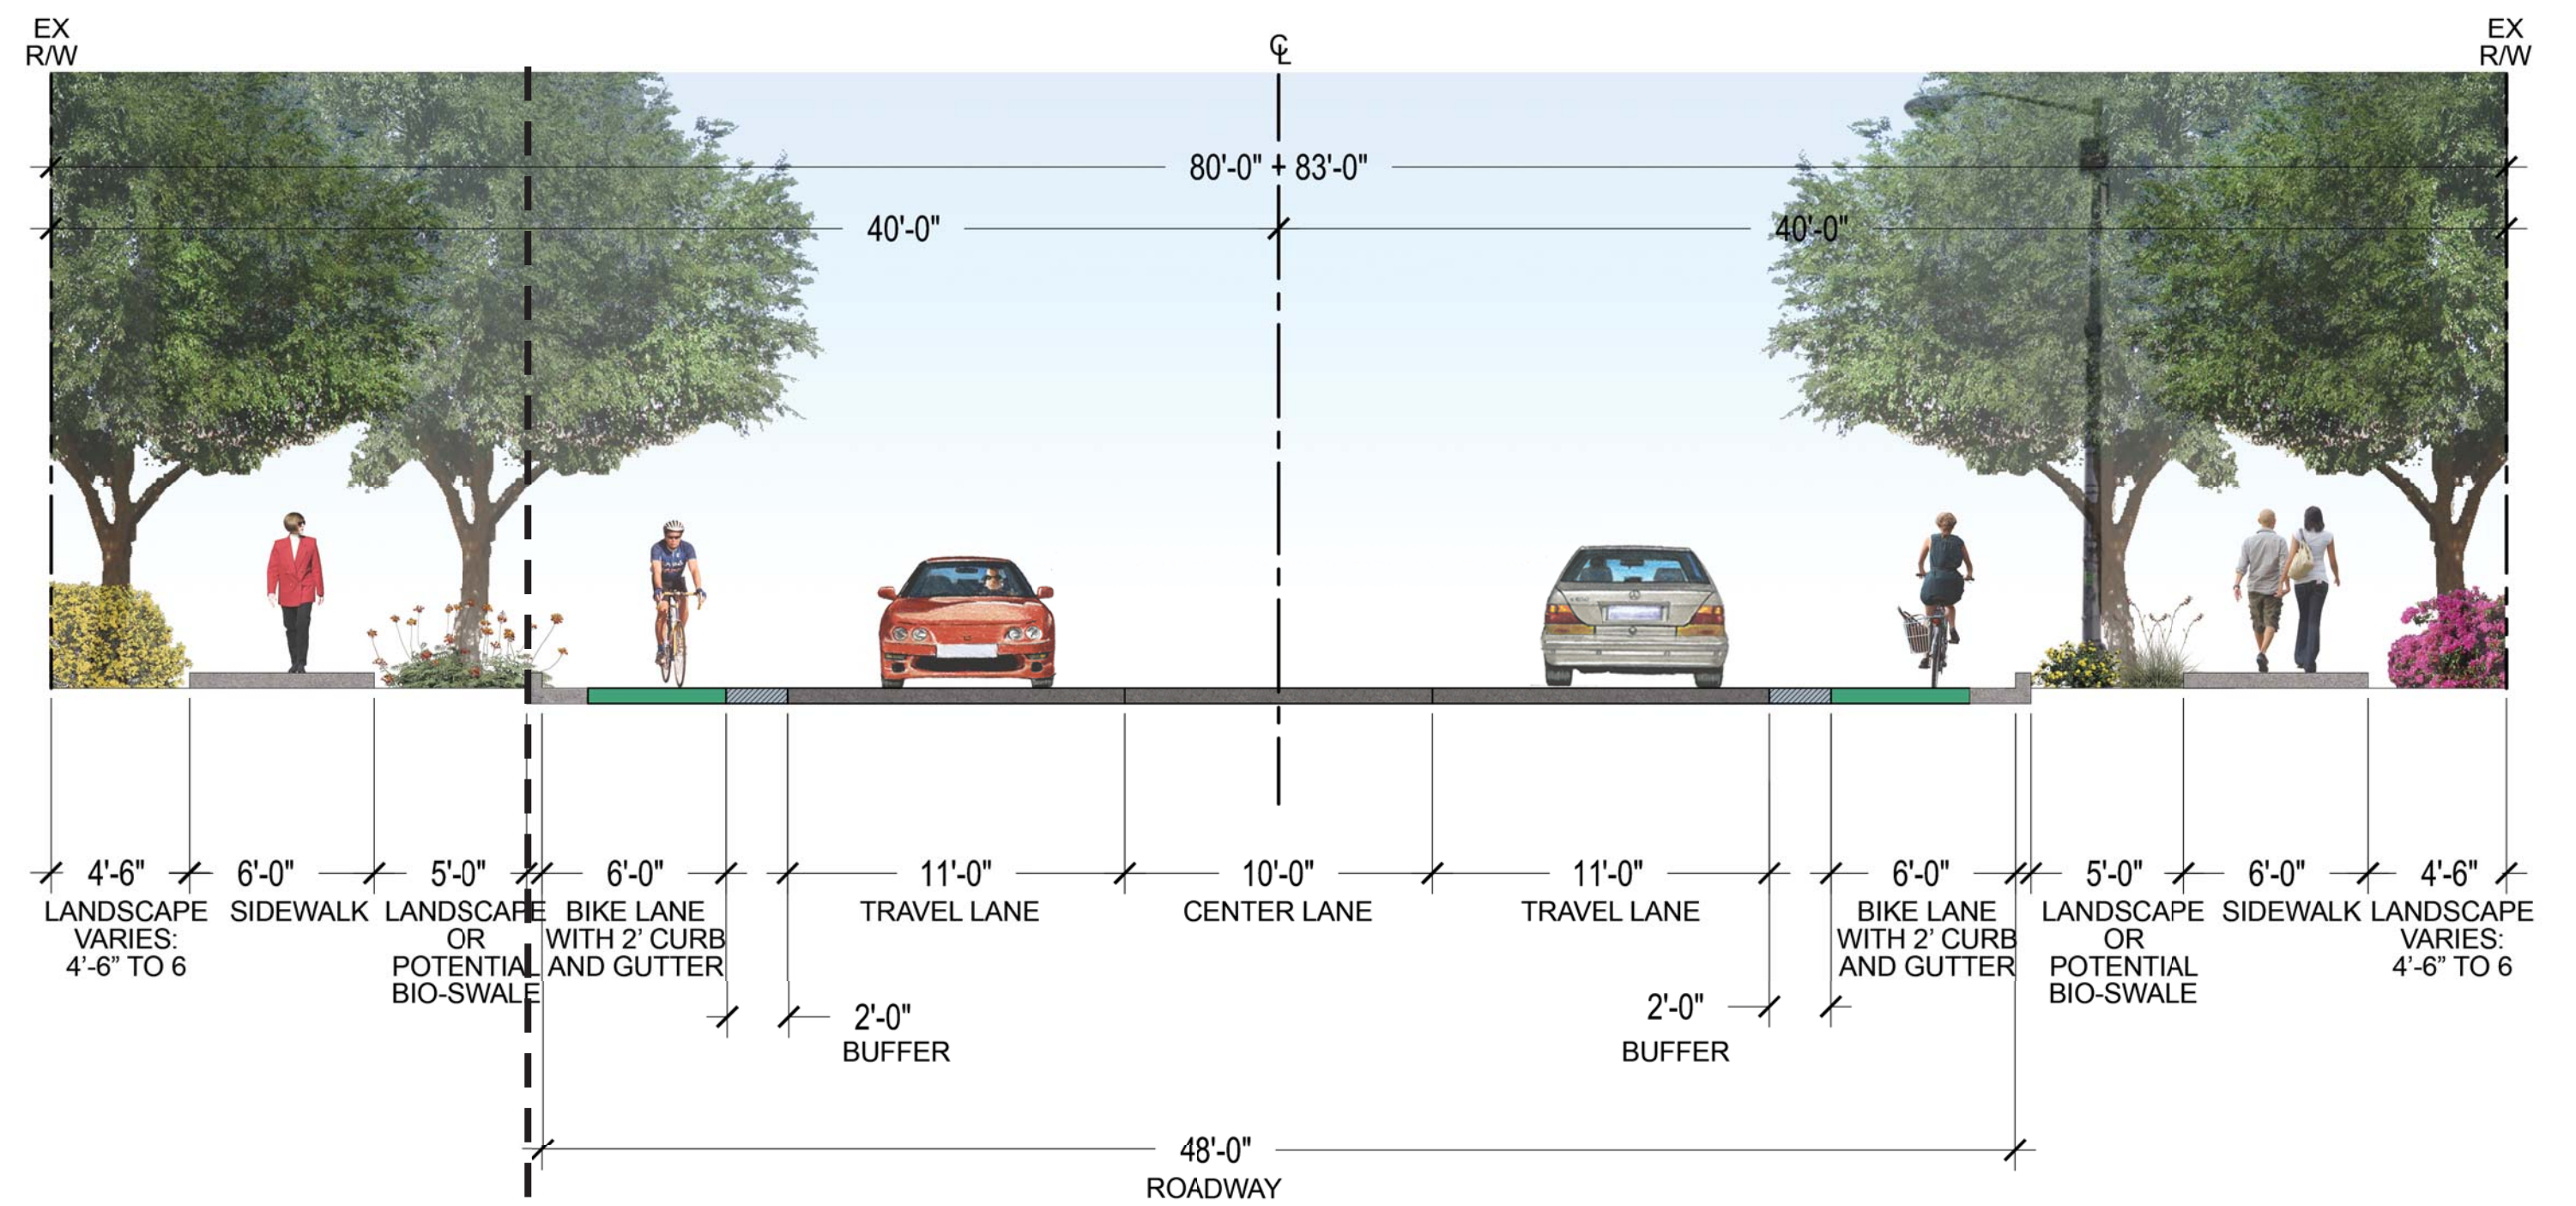 EX
R/W
℄
EX
R/W
80'-0" - 83'-0"
40'-0"
40'-0"
4'-6"
6'-0"
5'-0"
6'-0"
11'-0"
10'-0"
11'-0"
6'-0"
5'-0"
6'-0"
4'-6"
LANDSCAPE
VARIES:
4'-6” TO 6
SIDEWALK
LANDSCAPE
OR
POTENTIAL
BIO-SWALE
BIKE LANE
WITH 2’ CURB
AND GUTTER
TRAVEL LANE
CENTER LANE
TRAVEL LANE
BIKE LANE
WITH 2’ CURB
AND GUTTER
LANDSCAPE
OR
POTENTIAL
BIO-SWALE
SIDEWALK
LANDSCAPE
VARIES:
4’-6” TO 6
2'-0"
BUFFER
2'-0"
BUFFER
48'-0"
ROADWAY